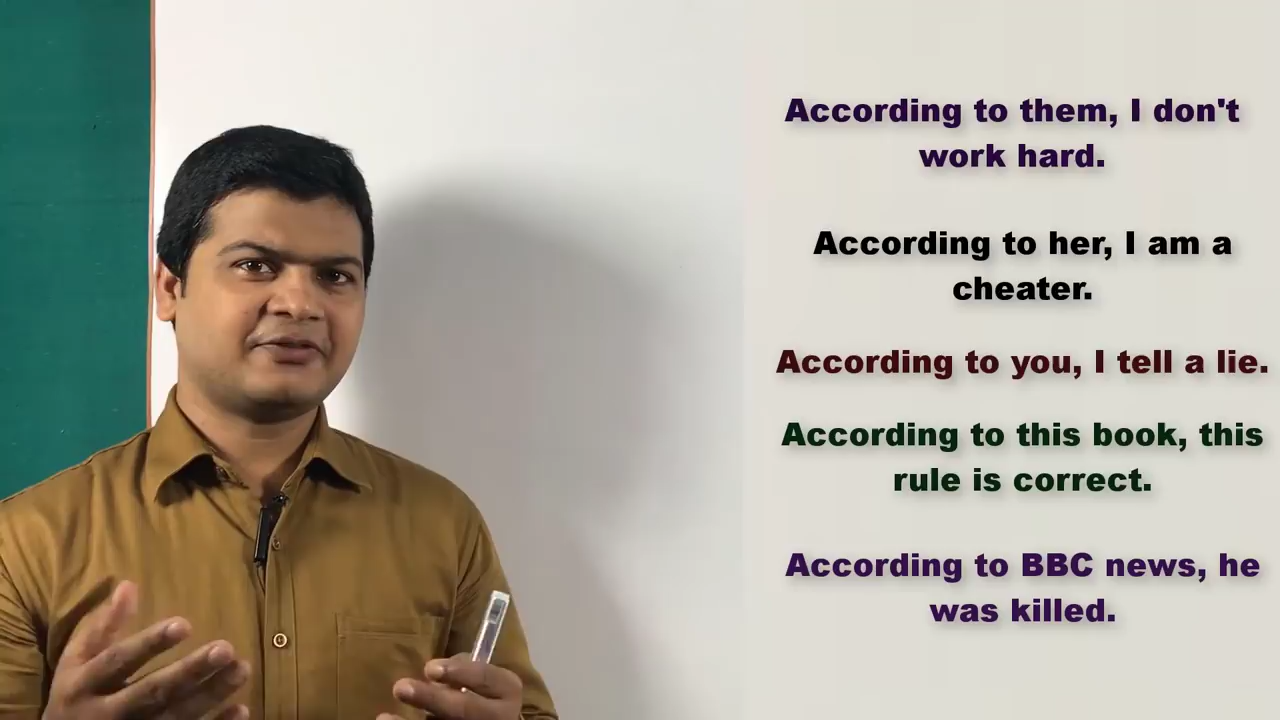 According to them, I don't
work hard.
According to her, I am a
cheater.
According to you, I tell a lie.
According to this book, this
rule is correct.
According to BBC news, he
was killed.